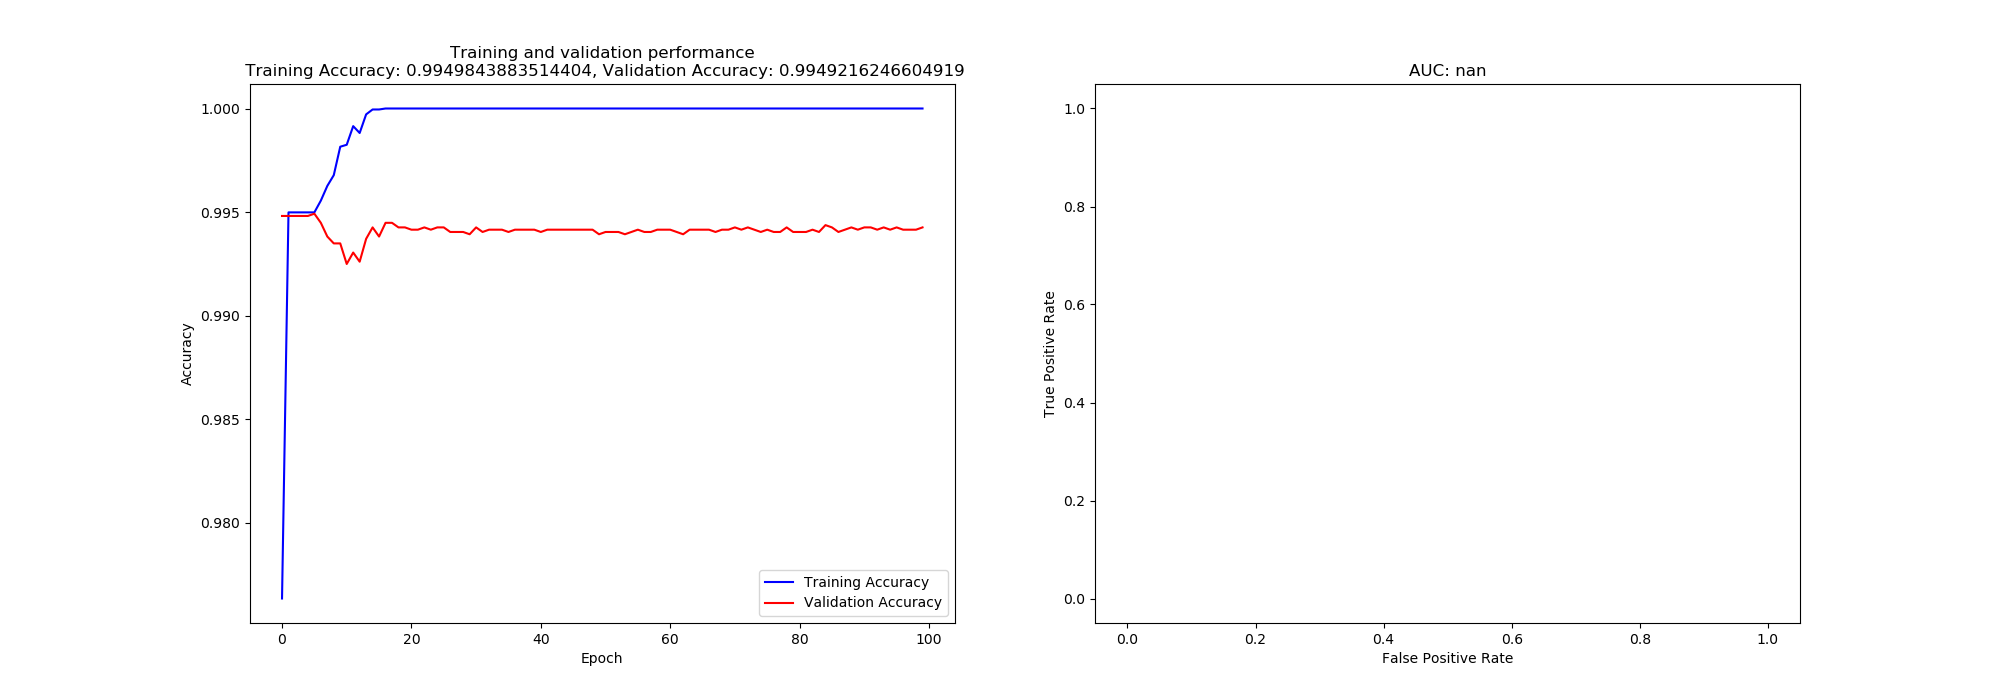 Training and validation performance
Training Accuracy: 0.9949843883514404, Validation Accuracy: 0.9949216246604919
1.000
0.995
0.990
0.985
0.980
Accuracy
0
20
40
60
80
100
Epoch
Training Accuracy
Validation Accuracy
AUC: nan
1.0
0.8
0.6
0.4
0.2
0.0
True Positive Rate
0.0
0.2
0.4
0.6
0.8
1.0
False Positive Rate